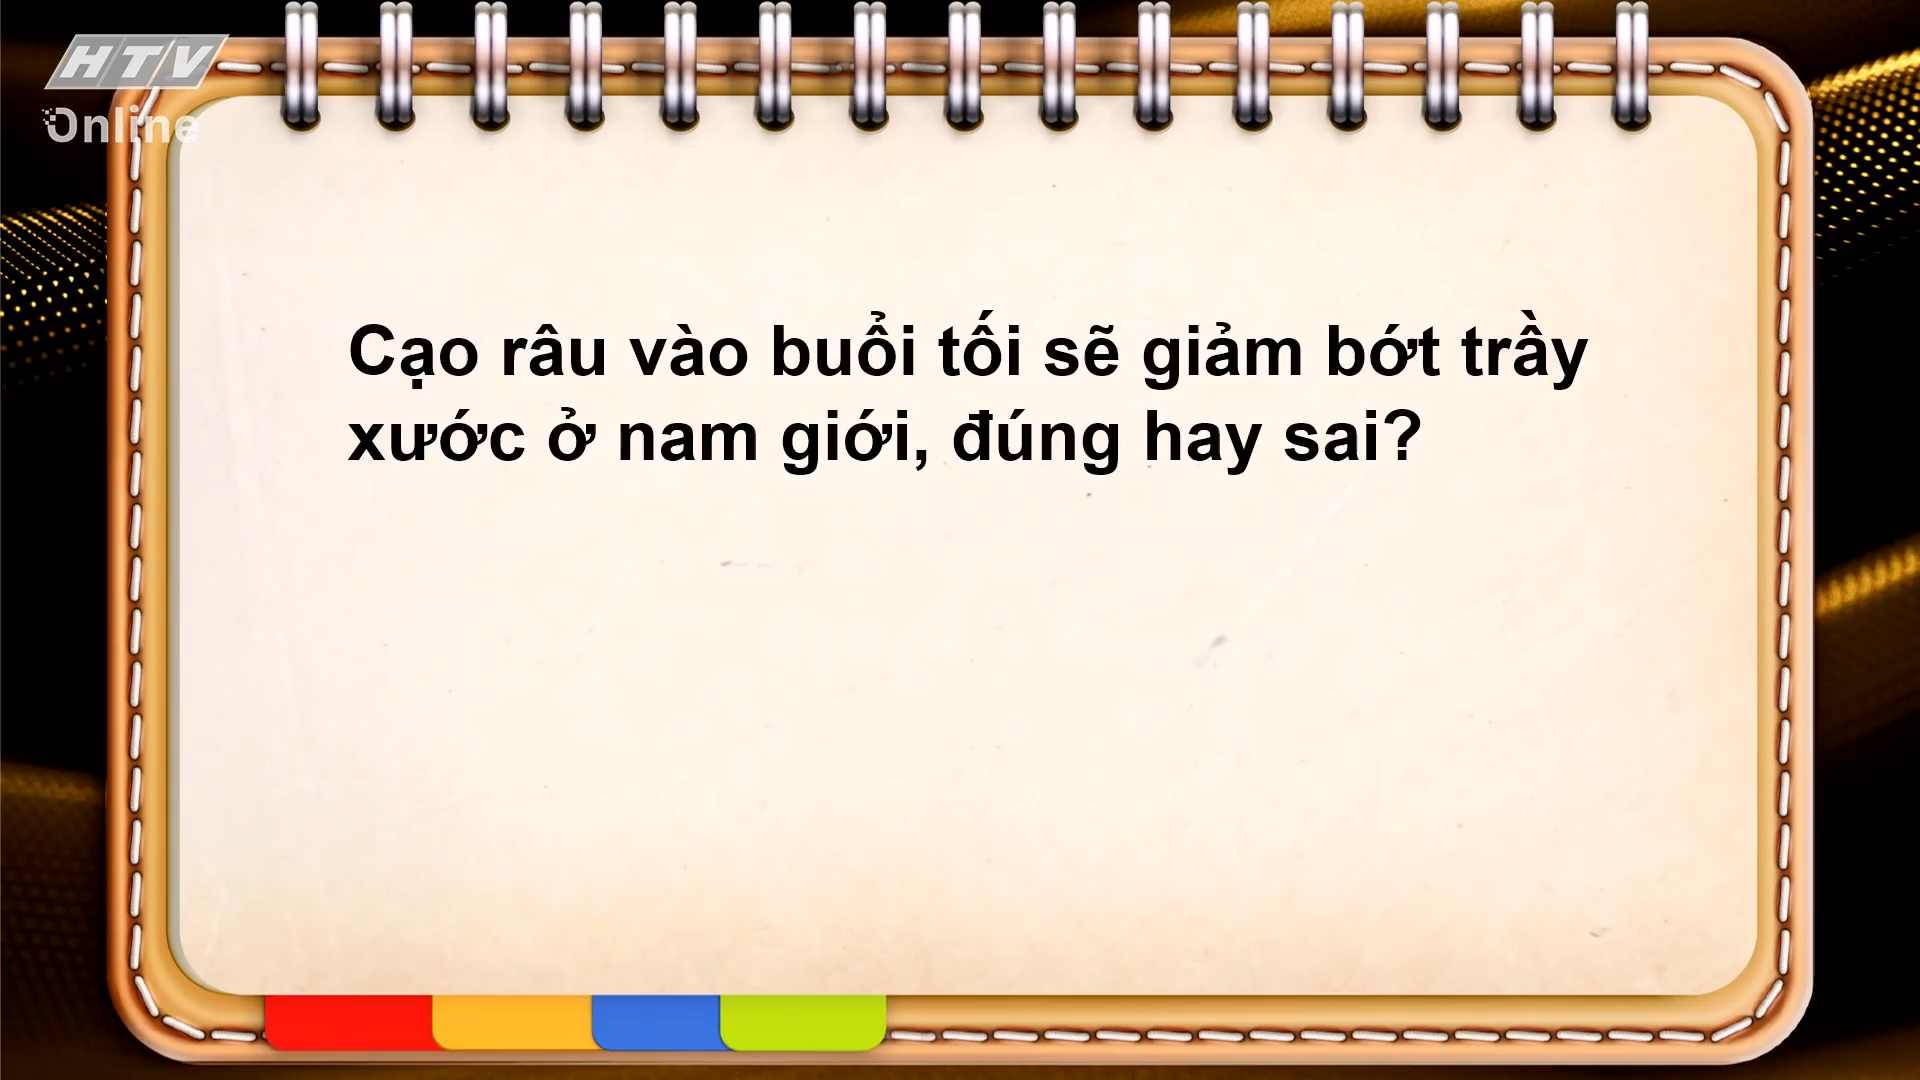 HTV
Online
Cạo râu vào buổi tối sẽ giảm bớt trầy
xước ở nam giới, đúng hay sai?